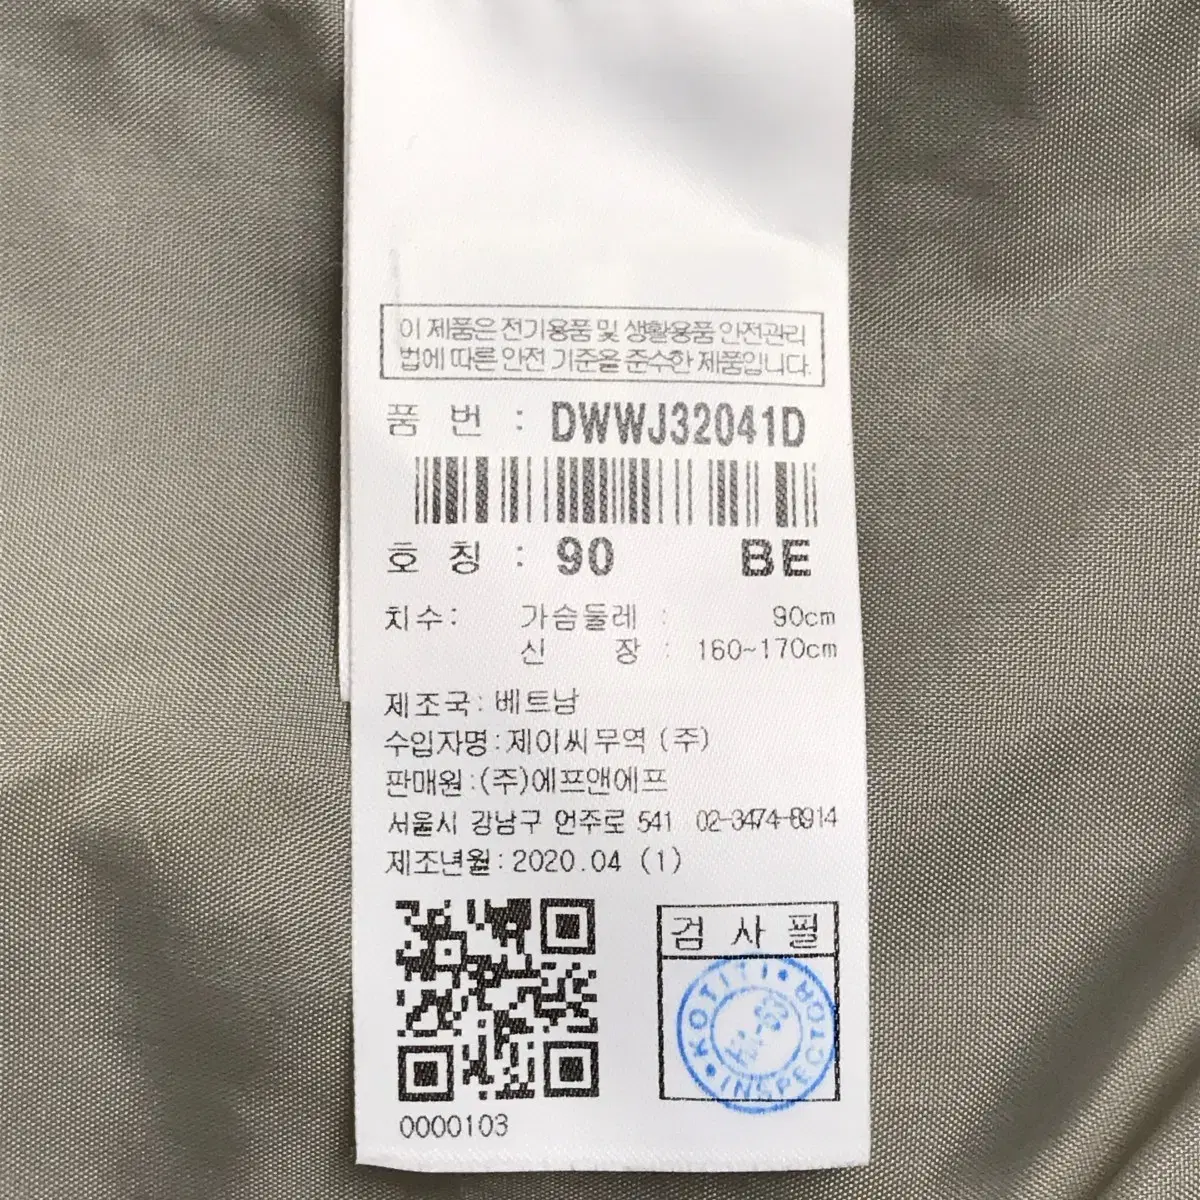 이 제품은 전기용품 및 생활용품 안전관리
법에 따른 안전 기준을 준수한 제품입니다.
품 번 : DWWJ32041D
호 칭 : 90 BE
치수: 가슴둘레 : 90cm
신 장 : 160~170cm
제조국: 베트남
수입자명: 제이씨무역 (주)
판매원: (주)에프앤에프
서울시 강남구 언주로 541 02-3474-8914
제조년월: 2020.04 (1)
검 사 필
KOTITI INSPECTOR
0000103